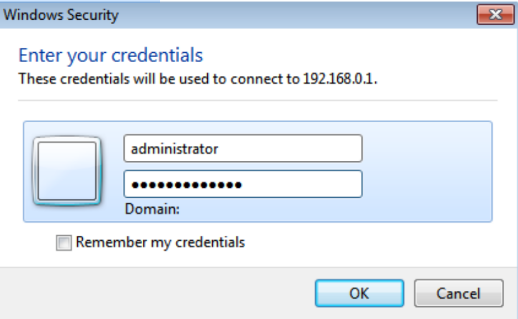 Windows Security
Enter your credentials
These credentials will be used to connect to 192.168.0.1.
administrator
●●●●●●●●●●●●●
Domain:
Remember my credentials
OK
Cancel